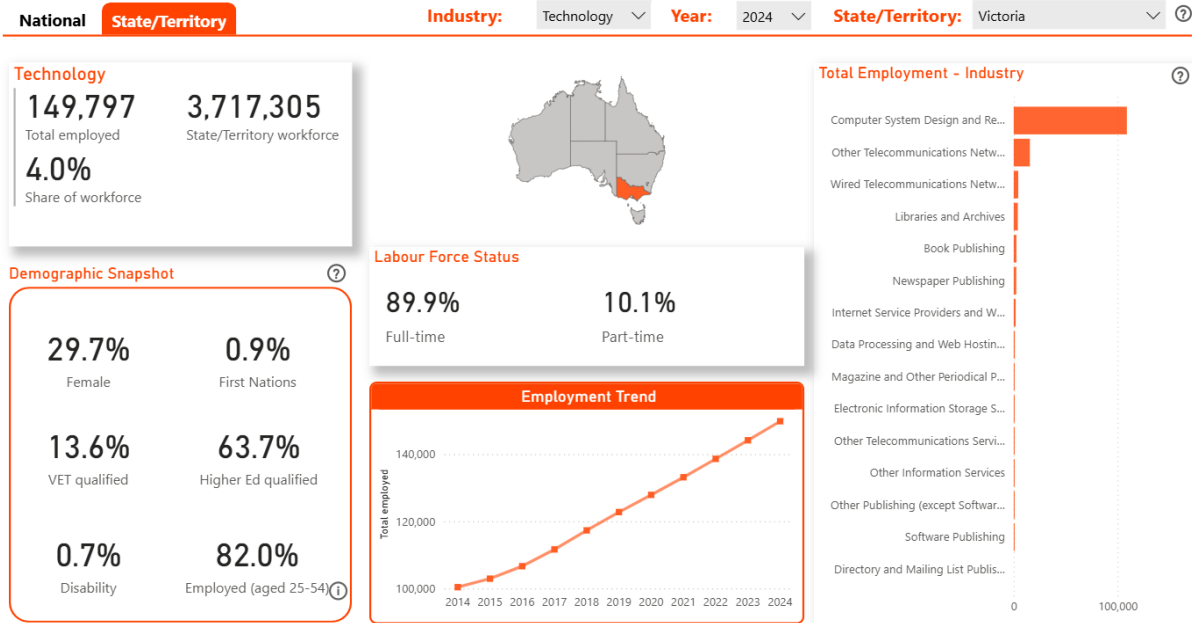 National State/Territory
Industry: Technology Year: 2024 State/Territory: Victoria ?
Technology
149,797 3,717,305
Total employed State/Territory workforce
4.0%
Share of workforce
Demographic Snapshot ?
29.7% 0.9%
Female First Nations
13.6% 63.7%
VET qualified Higher Ed qualified
0.7% 82.0%
Disability Employed (aged 25-54) i
Labour Force Status
89.9% 10.1%
Full-time Part-time
Employment Trend
Total employed
140,000
120,000
100,000
2014 2015 2016 2017 2018 2019 2020 2021 2022 2023 2024
Total Employment - Industry ?
Computer System Design and Re...
Other Telecommunications Netw...
Wired Telecommunications Netw...
Libraries and Archives
Book Publishing
Newspaper Publishing
Internet Service Providers and W...
Data Processing and Web Hostin...
Magazine and Other Periodical P...
Electronic Information Storage S...
Other Telecommunications Servi...
Other Information Services
Other Publishing (except Softwar...
Software Publishing
Directory and Mailing List Publis...
0 100,000